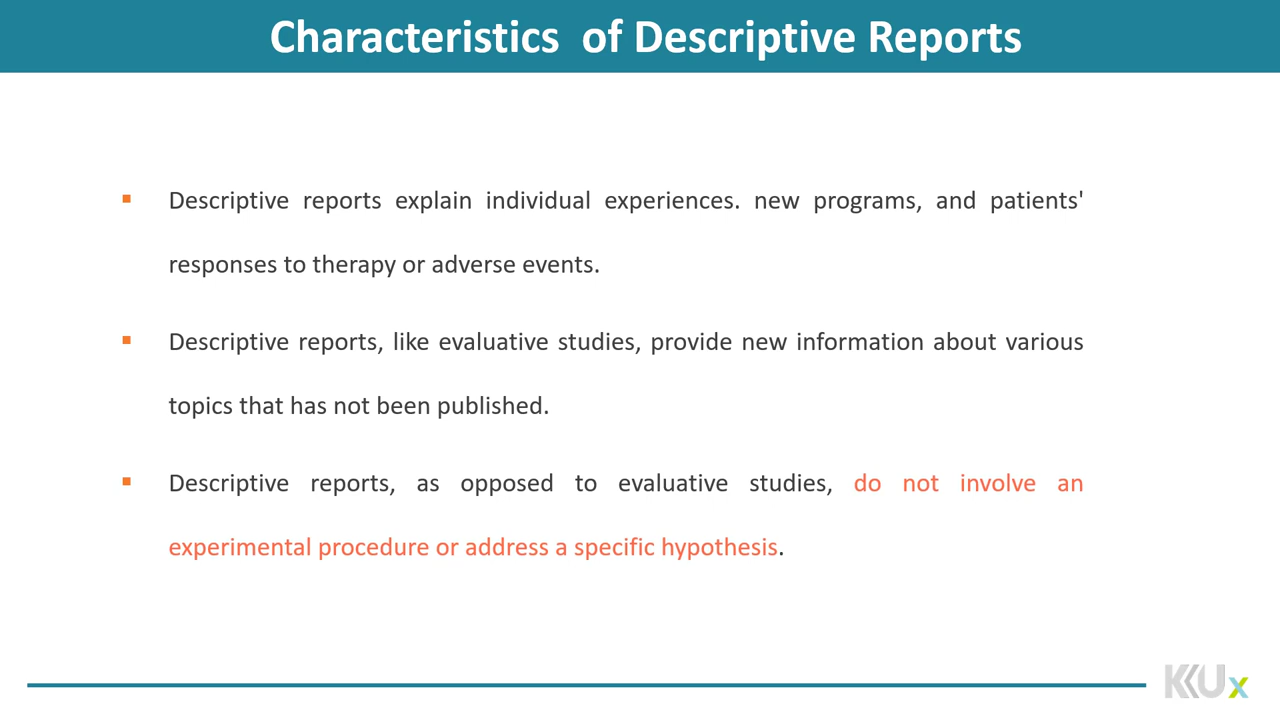 Characteristics  of Descriptive Reports
▪ Descriptive reports explain individual experiences. new programs, and patients'
responses to therapy or adverse events.
▪ Descriptive reports, like evaluative studies, provide new information about various
topics that has not been published.
▪ Descriptive reports, as opposed to evaluative studies, do not involve an
experimental procedure or address a specific hypothesis.
KKUx